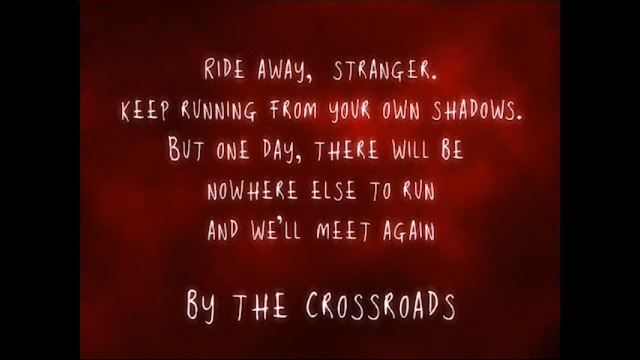 RIDE AWAY, STRANGER.
KEEP RUNNING FROM YOUR OWN SHADOWS.
BUT ONE DAY, THERE WILL BE
NOWHERE ELSE TO RUN
AND WE'LL MEET AGAIN
BY THE CROSSROADS